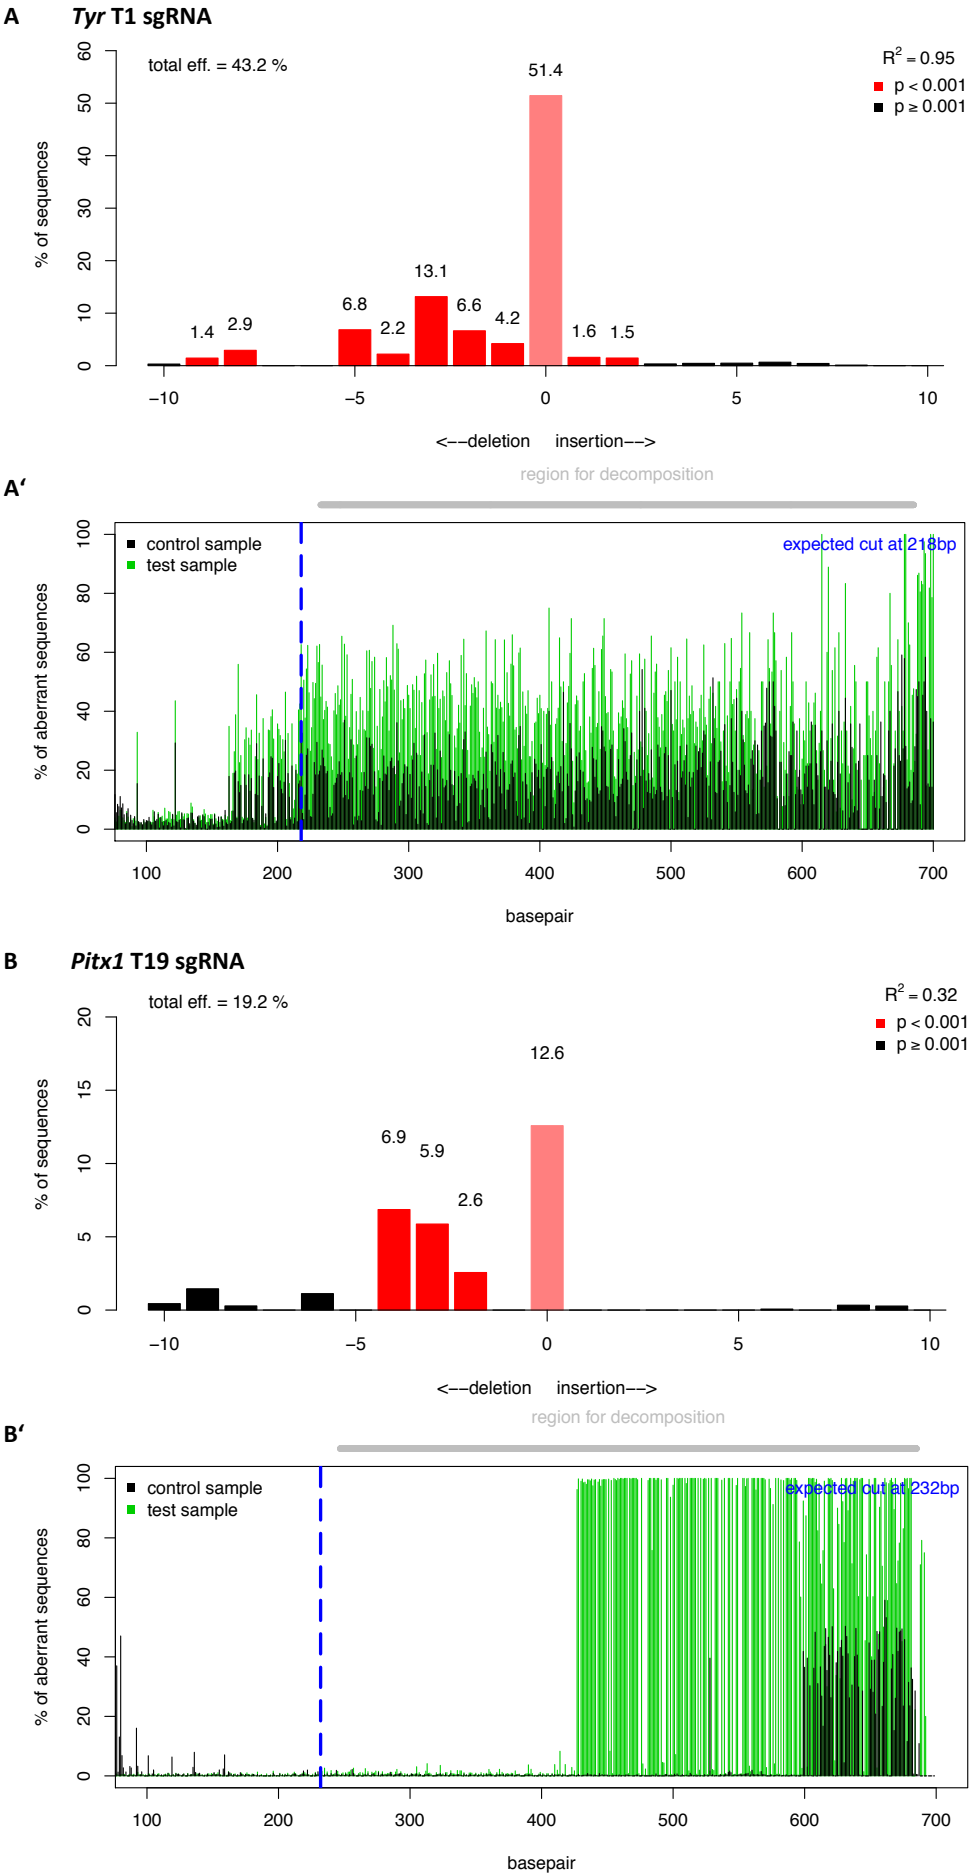 A Tyr T1 sgRNA
total eff. = 43.2 %
R² = 0.95
p < 0.001
p ≥ 0.001
% of sequences
60
50
40
30
20
10
0
1.4
2.9
6.8
2.2
13.1
6.6
4.2
51.4
1.6
1.5
−10 −5 0 5 10
<−−deletion insertion−−>
region for decomposition
A‘
control sample
test sample
expected cut at 218bp
% of aberrant sequences
100
80
60
40
20
0
100 200 300 400 500 600 700
basepair
B Pitx1 T19 sgRNA
total eff. = 19.2 %
R² = 0.32
p < 0.001
p ≥ 0.001
% of sequences
20
15
10
5
0
6.9
5.9
2.6
12.6
−10 −5 0 5 10
<−−deletion insertion−−>
region for decomposition
B‘
control sample
test sample
expected cut at 232bp
% of aberrant sequences
100
80
60
40
20
0
100 200 300 400 500 600 700
basepair